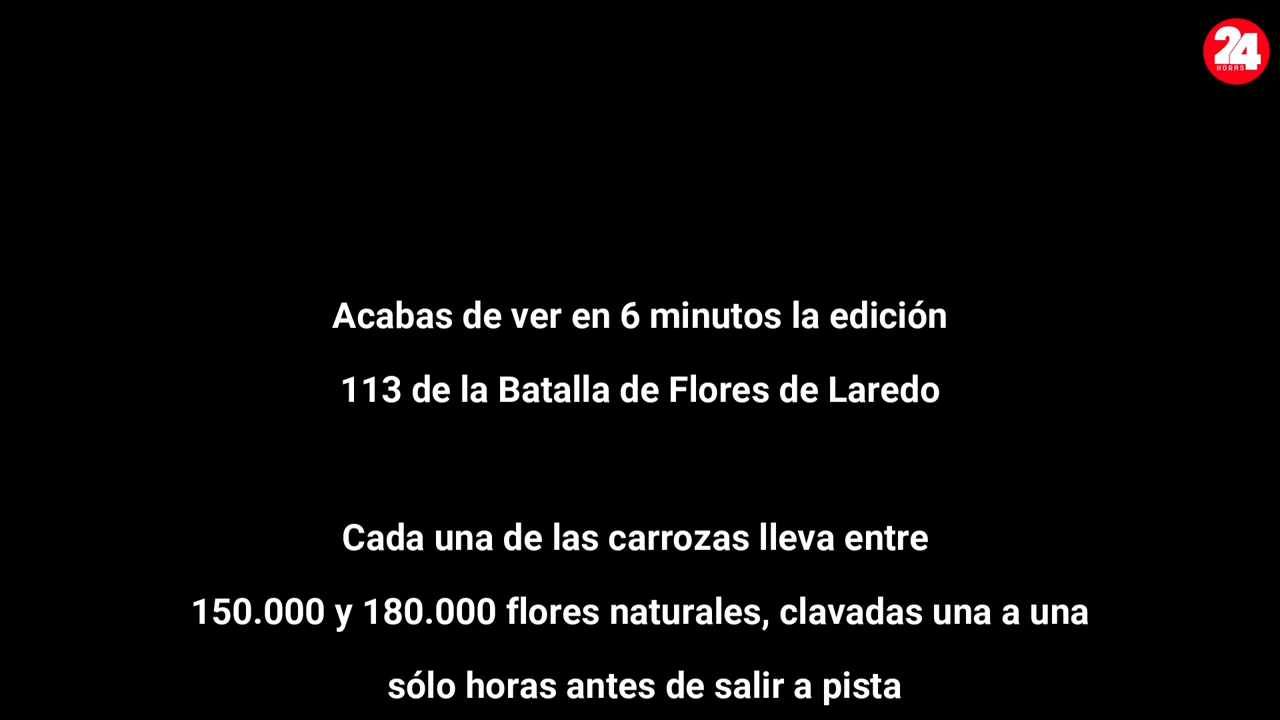 24
HORAS
Acabas de ver en 6 minutos la edición
113 de la Batalla de Flores de Laredo
Cada una de las carrozas lleva entre
150.000 y 180.000 flores naturales, clavadas una a una
sólo horas antes de salir a pista